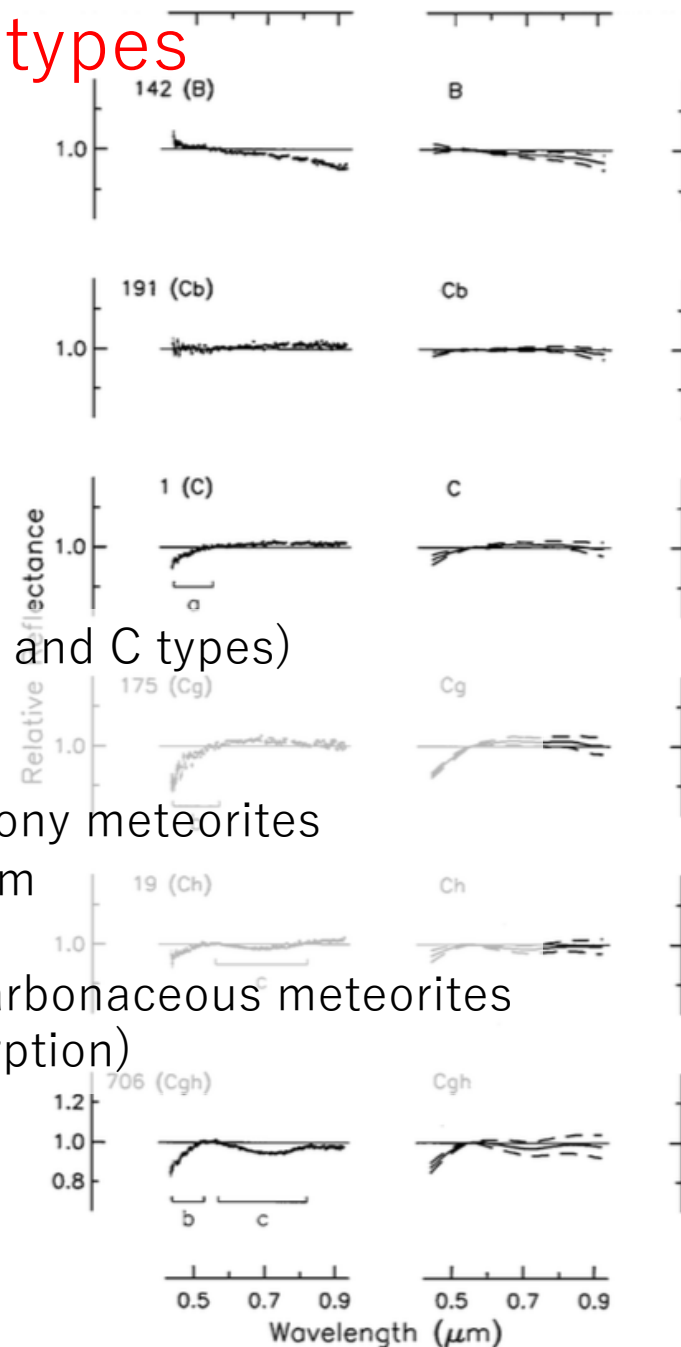 types
142 (B) B
1.0
191 (Cb) Cb
1.0
1 (C) C
1.0
a
Relative Reflectance
and C types)
175 (Cg) Cg
1.0
ony meteorites
m
19 (Ch) Ch
1.0
c
arbonaceous meteorites
ption)
706 (Cgh) Cgh
1.2
1.0
0.8
b c
0.5 0.7 0.9 0.5 0.7 0.9
Wavelength (μm)